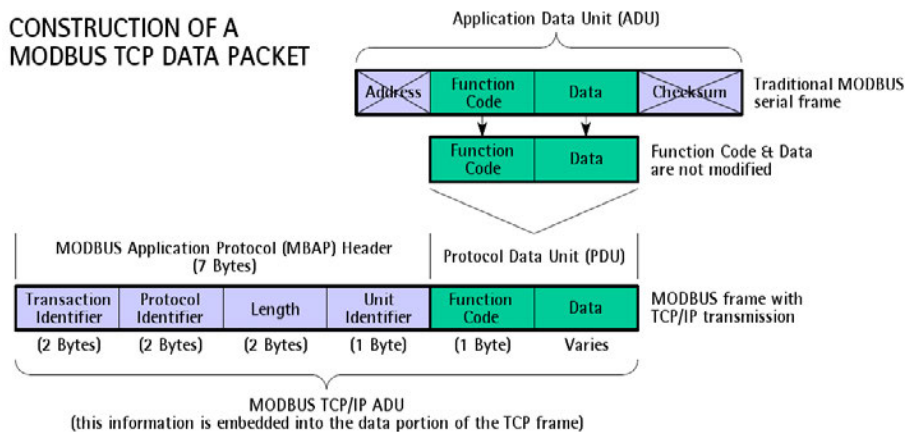 CONSTRUCTION OF A
MODBUS TCP DATA PACKET
Application Data Unit (ADU)
Address
Function
Code
Data
Checksum
Traditional MODBUS
serial frame
Function
Code
Data
Function Code & Data
are not modified
MODBUS Application Protocol (MBAP) Header
(7 Bytes)
Protocol Data Unit (PDU)
Transaction
Identifier
Protocol
Identifier
Length
Unit
Identifier
Function
Code
Data
MODBUS frame with
TCP/IP transmission
(2 Bytes)
(2 Bytes)
(2 Bytes)
(1 Byte)
(1 Byte)
Varies
MODBUS TCP/IP ADU
(this information is embedded into the data portion of the TCP frame)